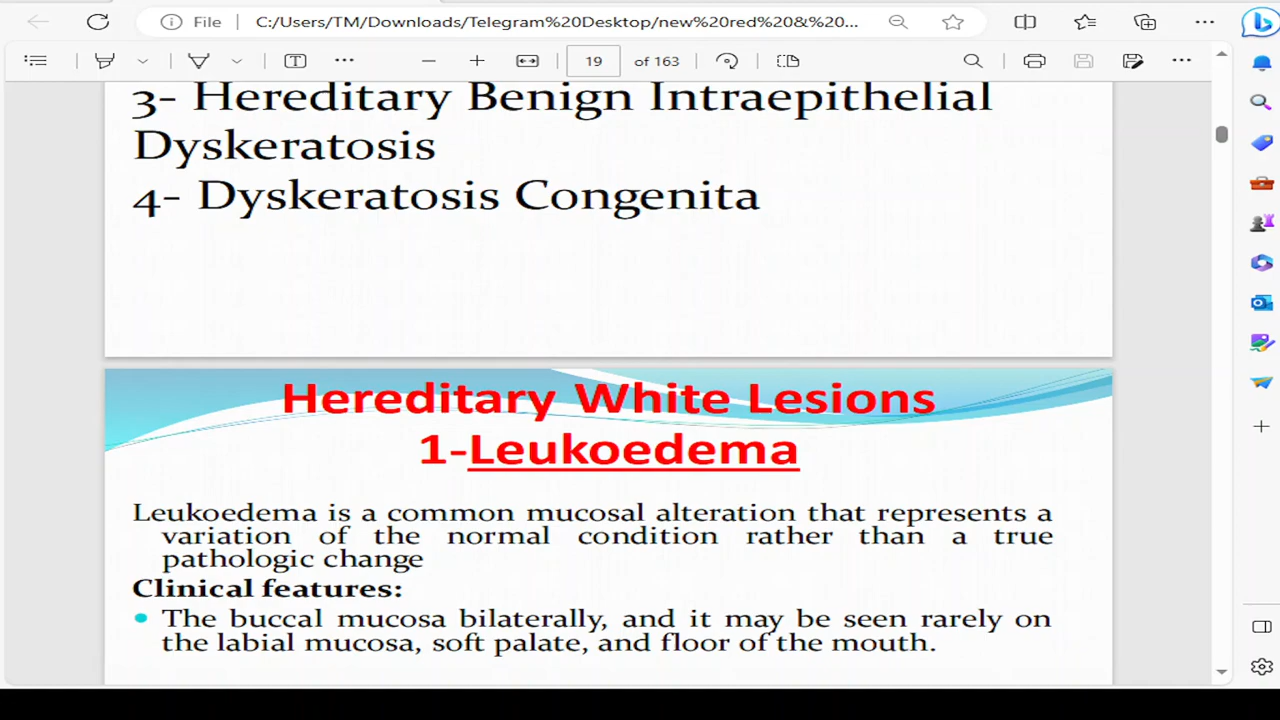 File
C:/Users/TM/Downloads/Telegram%20Desktop/new%20red%20&%20...
19 of 163
3- Hereditary Benign Intraepithelial
Dyskeratosis
4- Dyskeratosis Congenita
Hereditary White Lesions
1-Leukoedema
Leukoedema is a common mucosal alteration that represents a
variation of the normal condition rather than a true
pathologic change
Clinical features:
• The buccal mucosa bilaterally, and it may be seen rarely on
the labial mucosa, soft palate, and floor of the mouth.